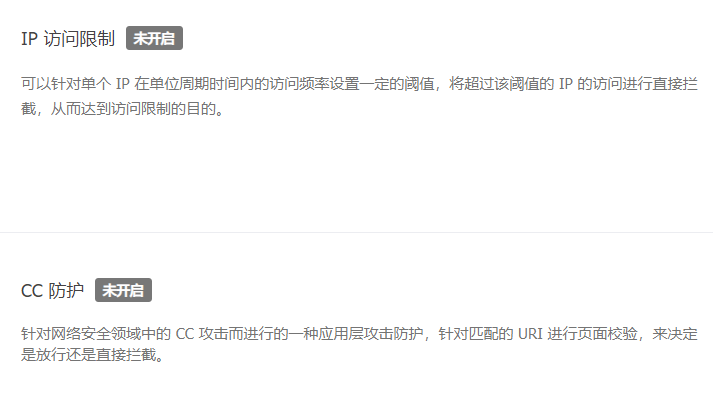 IP 访问限制 未开启
可以针对单个 IP 在单位周期时间内的访问频率设置一定的阈值，将超过该阈值的 IP 的访问进行直接拦
截，从而达到访问限制的目的。
CC 防护 未开启
针对网络安全领域中的 CC 攻击而进行的一种应用层攻击防护，针对匹配的 URI 进行页面校验，来决定
是放行还是直接拦截。